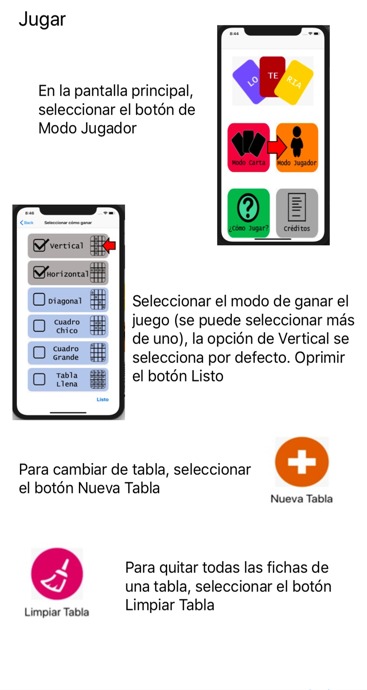 Jugar
En la pantalla principal,
seleccionar el botón de
Modo Jugador
8:44
LO
TE
RIA
Modo Carta
Modo Jugador
¿Cómo Jugar?
Créditos
Back
Seleccionar cómo ganar
Vertical
Horizontal
Diagonal
Cuadro
Chico
Cuadro
Grande
Tabla
Llena
Listo
Seleccionar el modo de ganar el
juego (se puede seleccionar más
de uno), la opción de Vertical se
selecciona por defecto. Oprimir
el botón Listo
Para cambiar de tabla, seleccionar
el botón Nueva Tabla
Nueva Tabla
Limpiar Tabla
Para quitar todas las fichas de
una tabla, seleccionar el botón
Limpiar Tabla